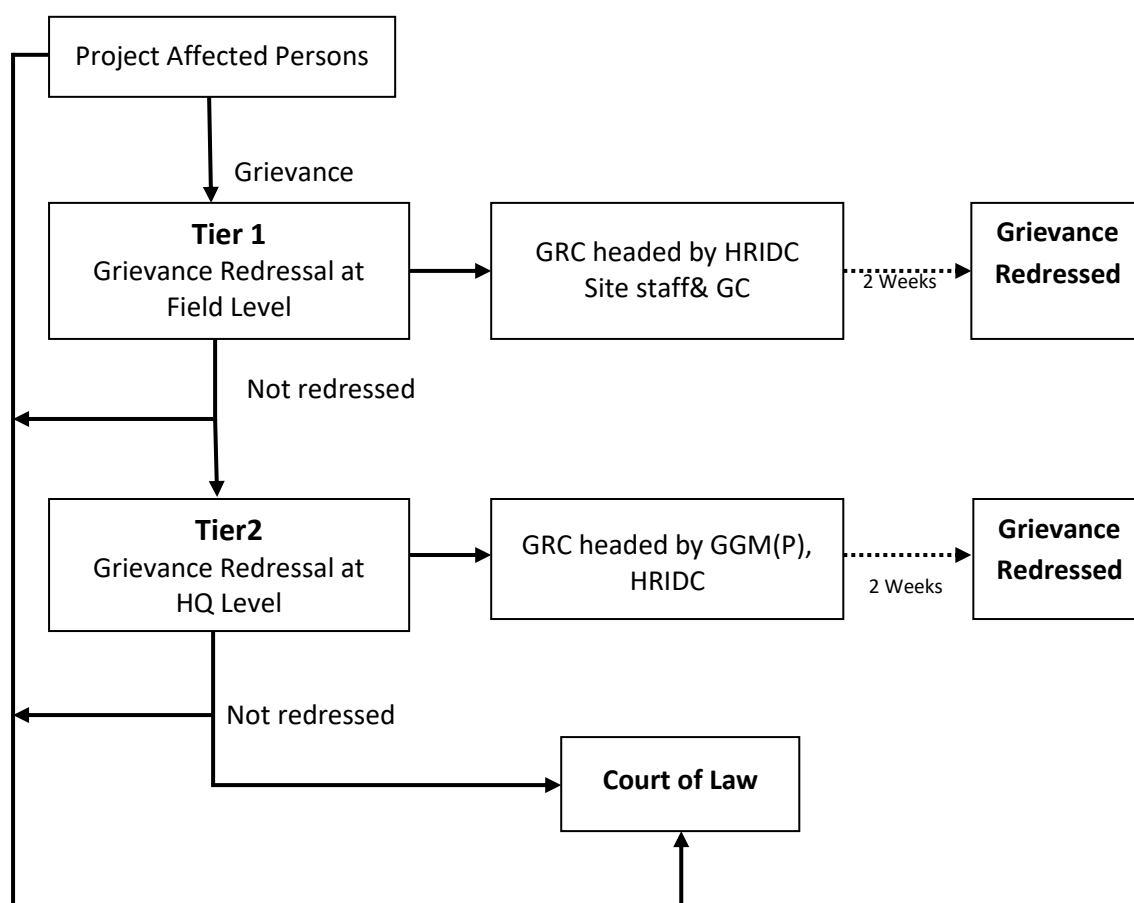 Project Affected Persons
Grievance
Tier 1
Grievance Redressal at
Field Level
GRC headed by HRIDC
Site staff& GC
2 Weeks
Grievance
Redressed
Not redressed
Tier2
Grievance Redressal at
HQ Level
GRC headed by GGM(P),
HRIDC
2 Weeks
Grievance
Redressed
Not redressed
Court of Law